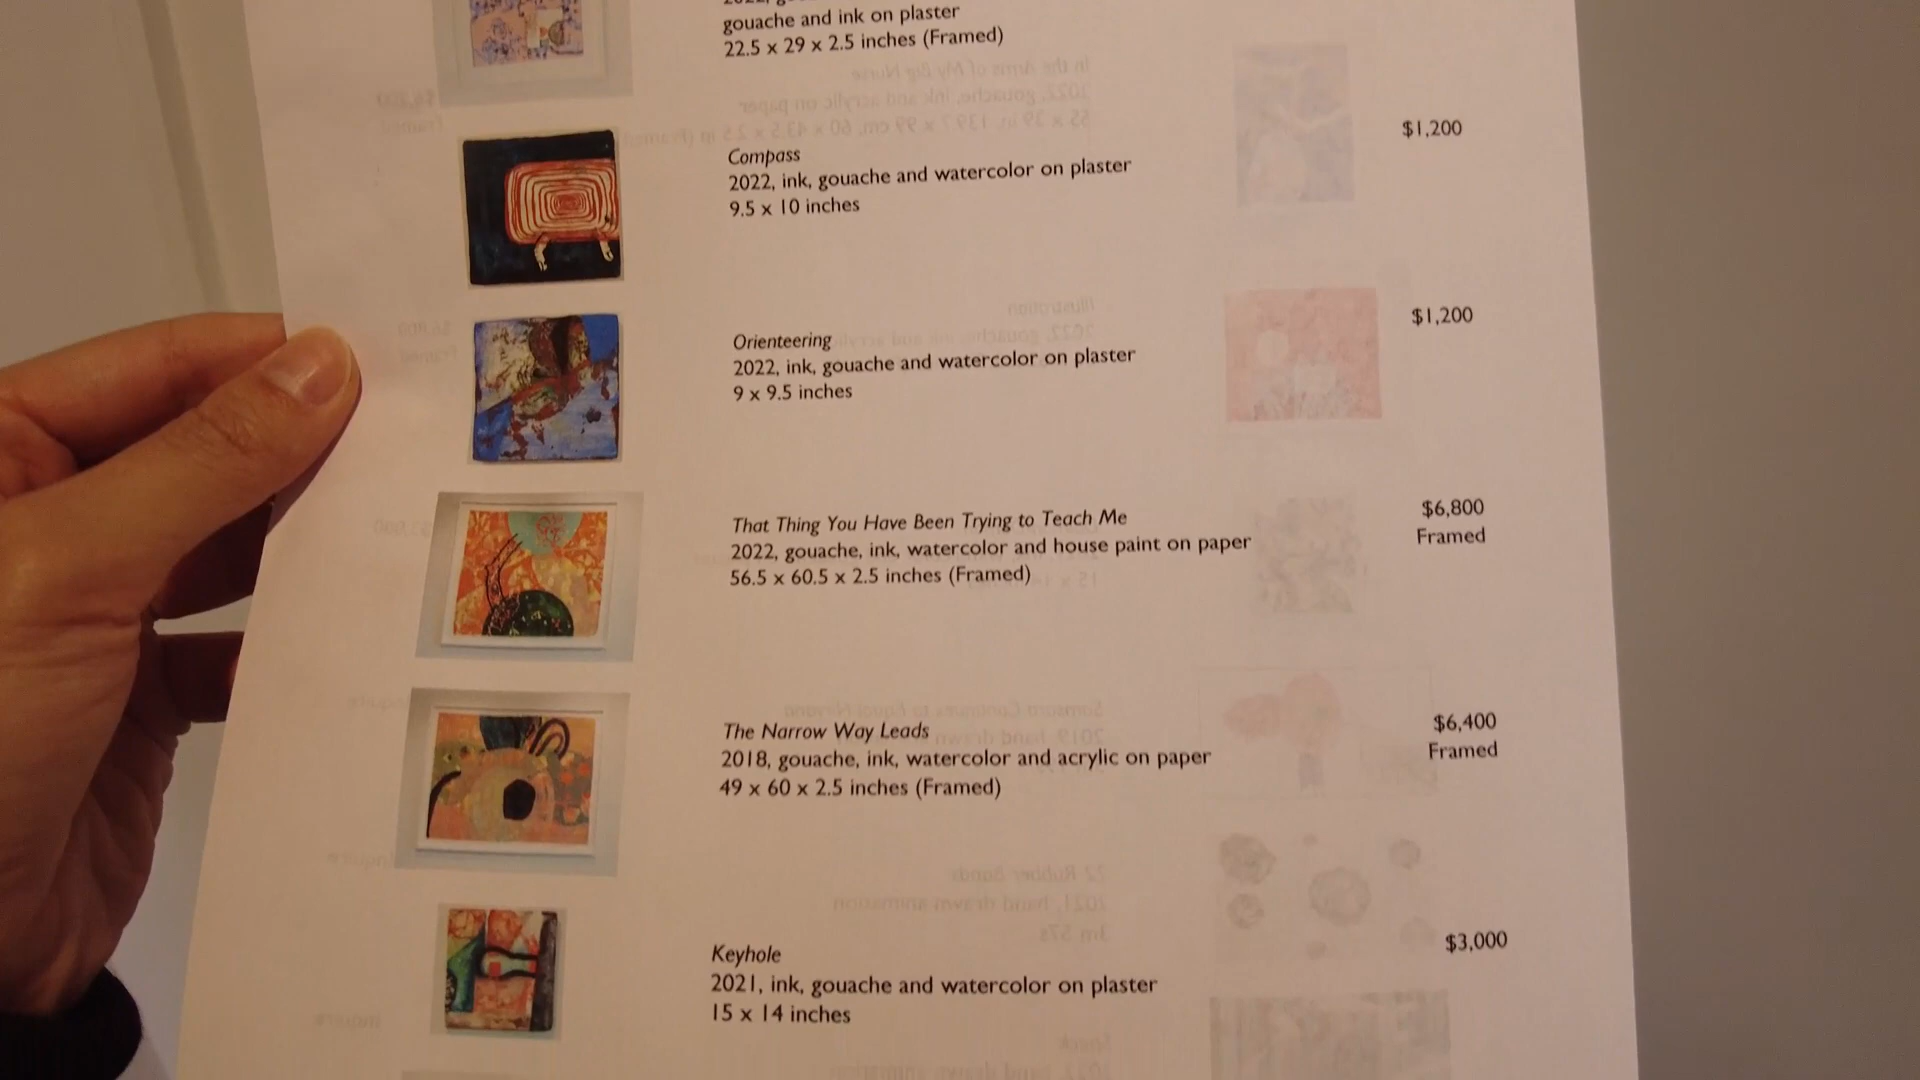 gouache and ink on plaster
22.5 x 29 x 2.5 inches (Framed)
$1,200
Compass
2022, ink, gouache and watercolor on plaster
9.5 x 10 inches
$1,200
Orienteering
2022, ink, gouache and watercolor on plaster
9 x 9.5 inches
$6,800
Framed
That Thing You Have Been Trying to Teach Me
2022, gouache, ink, watercolor and house paint on paper
56.5 x 60.5 x 2.5 inches (Framed)
$6,400
Framed
The Narrow Way Leads
2018, gouache, ink, watercolor and acrylic on paper
49 x 60 x 2.5 inches (Framed)
$3,000
Keyhole
2021, ink, gouache and watercolor on plaster
15 x 14 inches